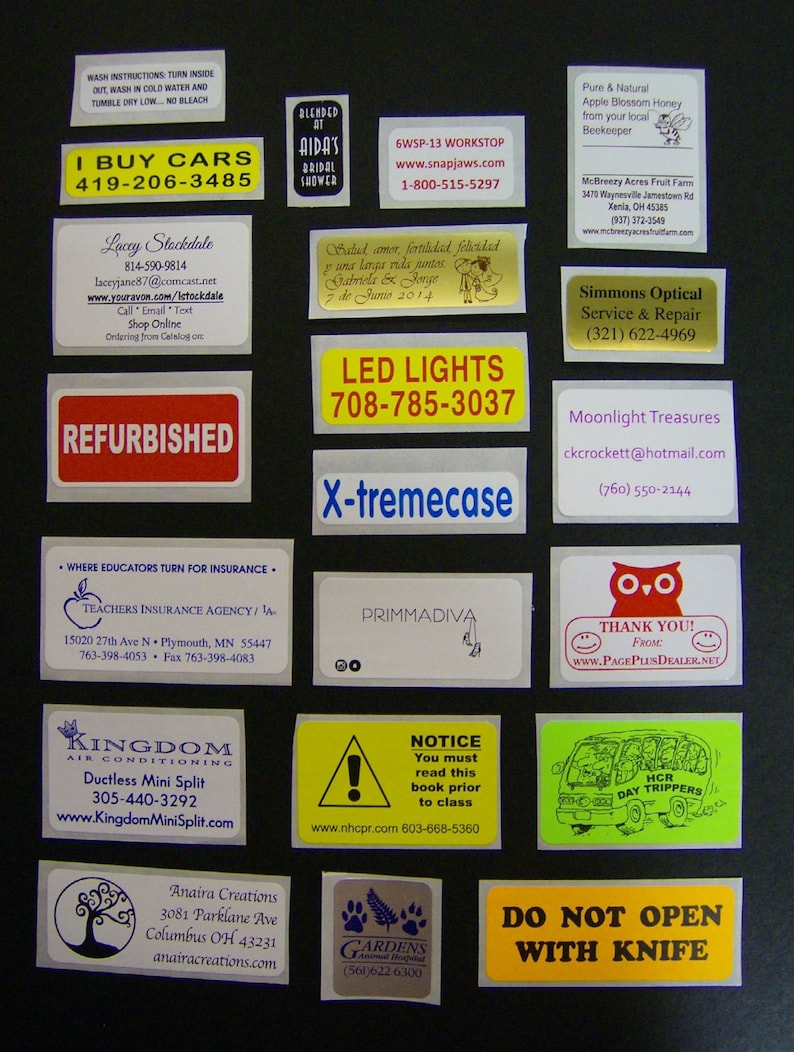 WASH INSTRUCTIONS: TURN INSIDE
OUT, WASH IN COLD WATER AND
TUMBLE DRY LOW.... NO BLEACH
BLENDED
AT
AIDA'S
BRIDAL
SHOWER
6WSP-13 WORKSTOP
www.snapjaws.com
1-800-515-5297
Pure & Natural
Apple Blossom Honey
from your local
Beekeeper
McBreezy Acres Fruit Farm
3470 Waynesville Jamestown Rd
Xenia, OH 45385
(937) 372-3549
www.mcbreezyacresfruitfarm.com
I BUY CARS
419-206-3485
Lacey Stockdale
814-590-9814
laceyjane87@comcast.net
www.youravon.com/lstockdale
Call * Email * Text
Shop Online
Ordering from Catalog on:
Salud, amor, fertilidad, felicidad
y una larga vida juntos.
Gabriela & Jorge
7 de Junio 2014
Simmons Optical
Service & Repair
(321) 622-4969
REFURBISHED
LED LIGHTS
708-785-3037
Moonlight Treasures
ckcrockett@hotmail.com
(760) 550-2144
X-tremecase
• WHERE EDUCATORS TURN FOR INSURANCE •
TEACHERS INSURANCE AGENCY / IA
15020 27th Ave N • Plymouth, MN 55447
763-398-4053 • Fax 763-398-4083
PRIMMADIVA
THANK YOU!
FROM:
WWW.PAGEPLUSDEALER.NET
KINGDOM
AIR CONDITIONING
Ductless Mini Split
305-440-3292
www.KingdomMiniSplit.com
NOTICE
You must
read this
book prior
to class
www.nhcpr.com 603-668-5360
HCR
DAY TRIPPERS
Anaira Creations
3081 Parklane Ave
Columbus OH 43231
anairacreations.com
GARDENS
Animal Hospital
(561)622-6300
DO NOT OPEN
WITH KNIFE